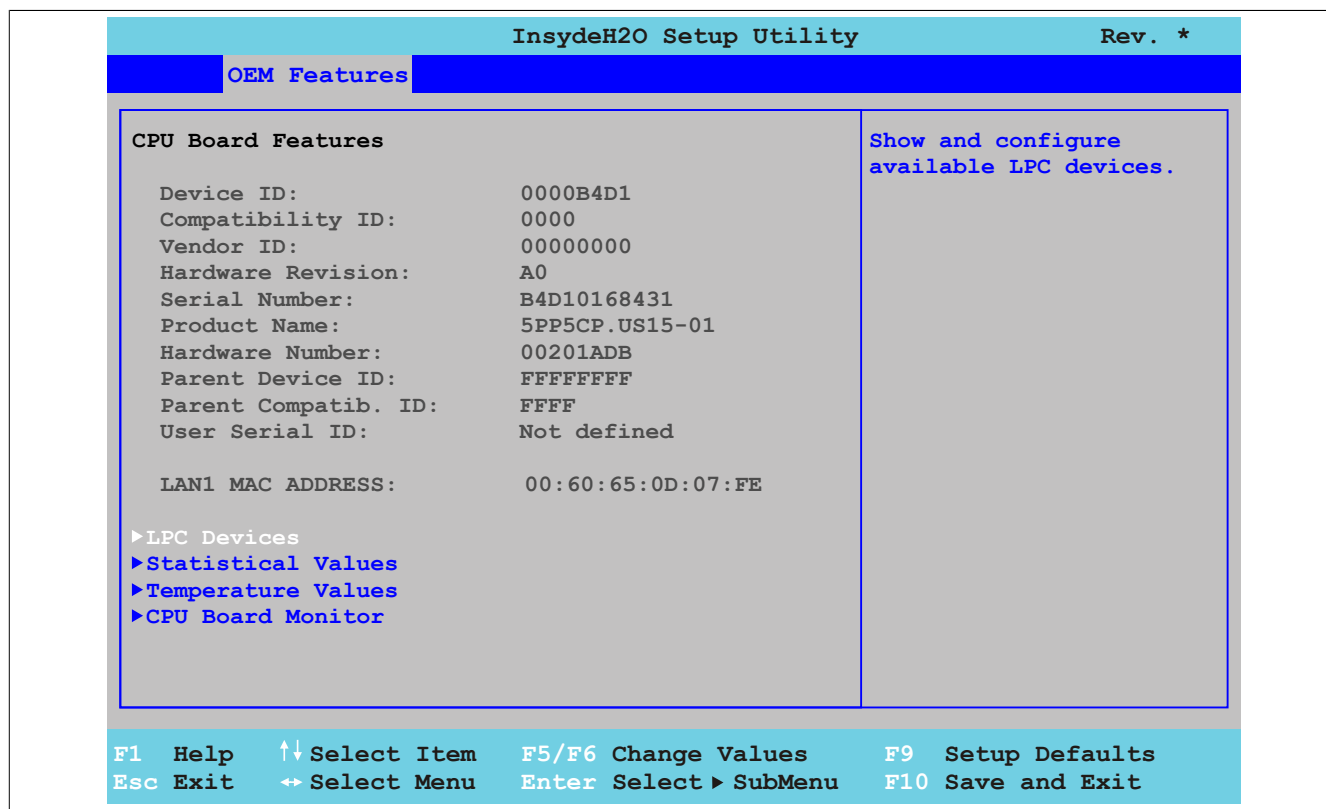 InsydeH2O Setup Utility Rev. *
OEM Features
CPU Board Features
Device ID: 0000B4D1
Compatibility ID: 0000
Vendor ID: 00000000
Hardware Revision: A0
Serial Number: B4D10168431
Product Name: 5PP5CP.US15-01
Hardware Number: 00201ADB
Parent Device ID: FFFFFFFF
Parent Compatib. ID: FFFF
User Serial ID: Not defined
LAN1 MAC ADDRESS: 00:60:65:0D:07:FE
▶LPC Devices
▶Statistical Values
▶Temperature Values
▶CPU Board Monitor
Show and configure
available LPC devices.
F1 Help ↑↓ Select Item F5/F6 Change Values F9 Setup Defaults
Esc Exit ↔ Select Menu Enter Select ▶ SubMenu F10 Save and Exit